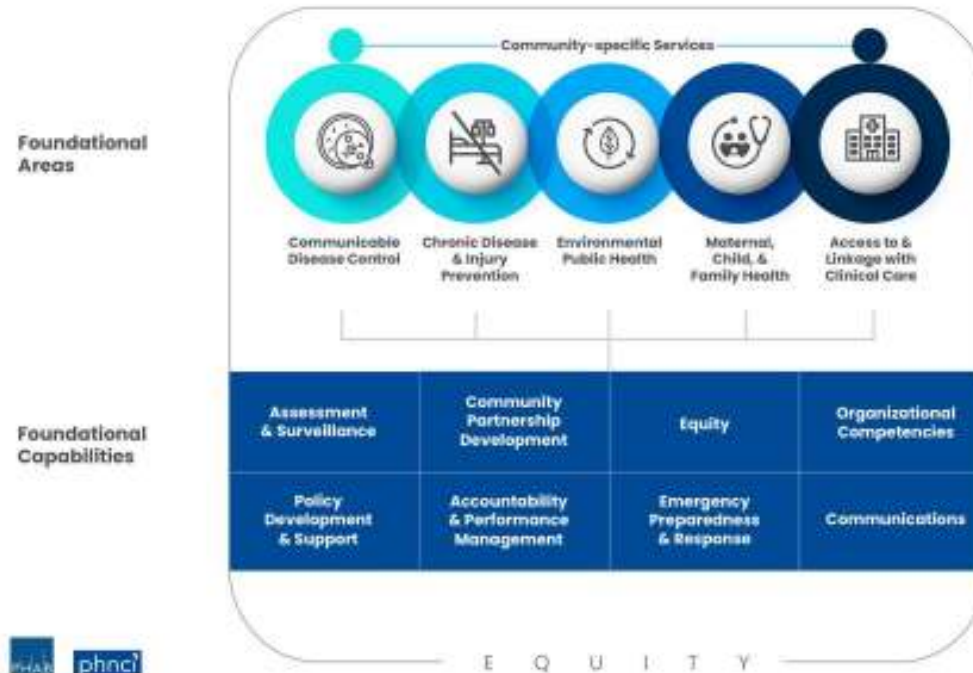 Community-specific Services
Foundational
Areas
Communicable
Disease Control
Chronic Disease
& Injury
Prevention
Environmental
Public Health
Maternal,
Child, &
Family Health
Access to &
Linkage with
Clinical Care
Foundational
Capabilities
Assessment
& Surveillance
Community
Partnership
Development
Equity
Organizational
Competencies
Policy
Development
& Support
Accountability
& Performance
Management
Emergency
Preparedness
& Response
Communications
PHAB
phnci
EQUITY